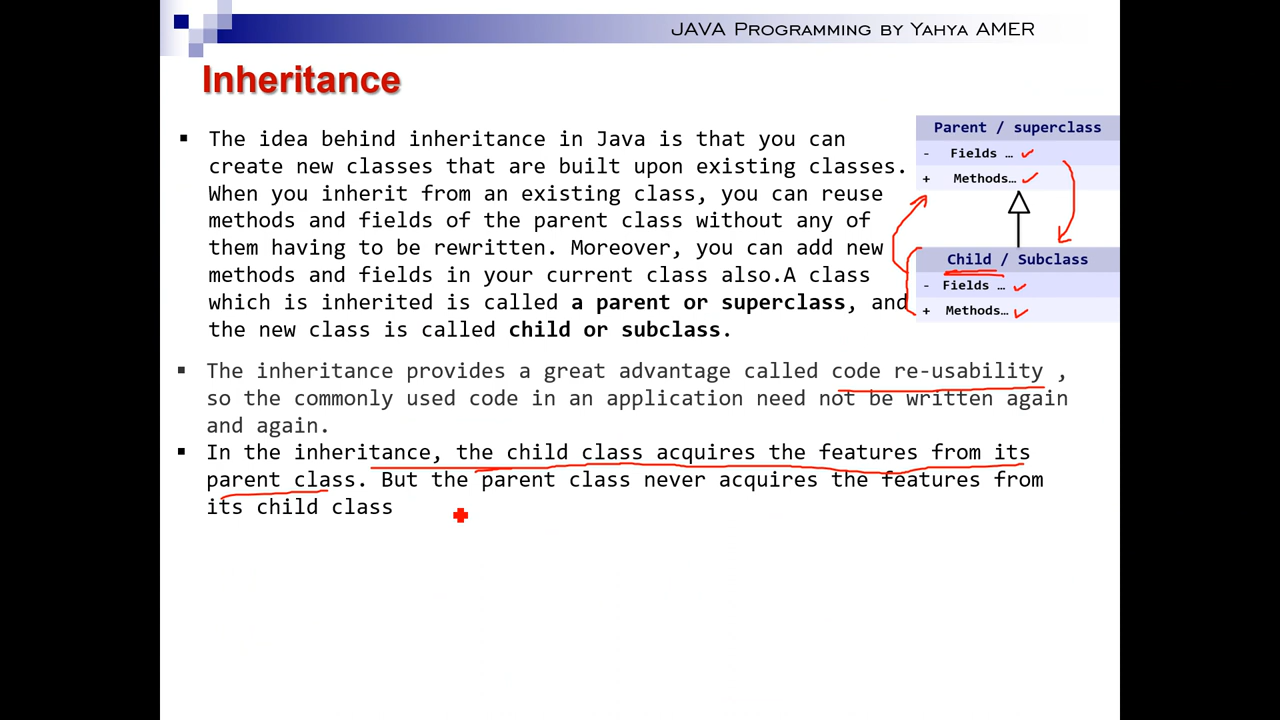 JAVA PROGRAMMING BY YAHYA AMER
Inheritance
▪ The idea behind inheritance in Java is that you can
create new classes that are built upon existing classes.
When you inherit from an existing class, you can reuse
methods and fields of the parent class without any of
them having to be rewritten. Moreover, you can add new
methods and fields in your current class also.A class
which is inherited is called a parent or superclass, and
the new class is called child or subclass.
Parent / superclass
- Fields …
+ Methods…
Child / Subclass
- Fields …
+ Methods…
▪ The inheritance provides a great advantage called code re-usability ,
so the commonly used code in an application need not be written again
and again.
▪ In the inheritance, the child class acquires the features from its
parent class. But the parent class never acquires the features from
its child class